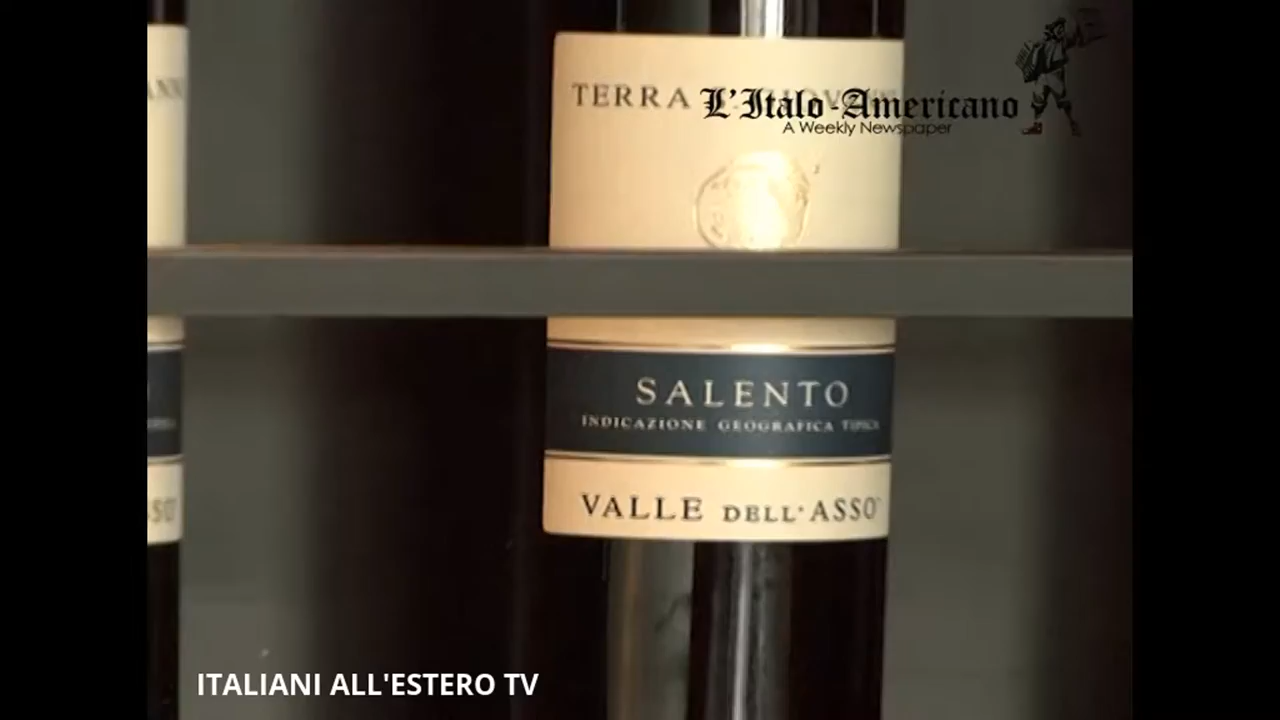 TERRA
L'Italo-Americano
A Weekly Newspaper
SALENTO
INDICAZIONE GEOGRAFICA TIPICA
VALLE DELL'ASSO
ITALIANI ALL'ESTERO TV